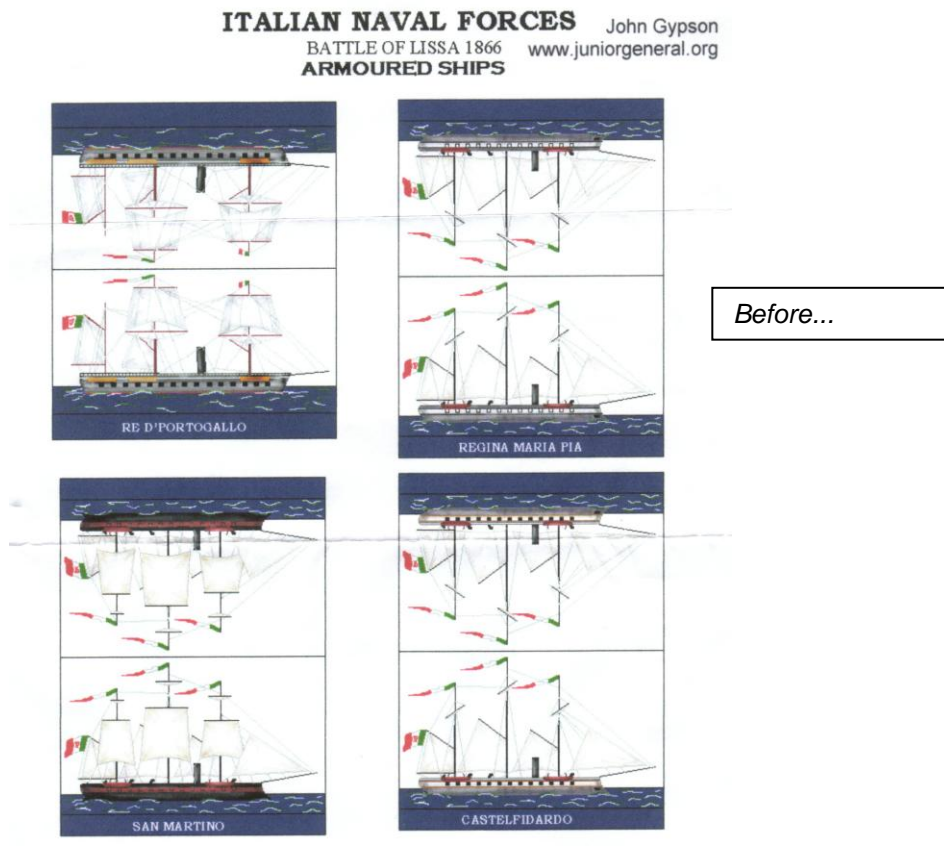 ITALIAN NAVAL FORCES
John Gypson
BATTLE OF LISSA 1866
www.juniorgeneral.org
ARMOURED SHIPS
Before...
RE D'PORTOGALLO
REGINA MARIA PIA
SAN MARTINO
CASTELFIDARDO